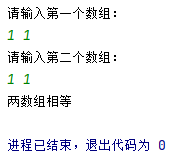 请输入第一个数组：
1 1
请输入第二个数组：
1 1
两数组相等
进程已结束，退出代码为 0